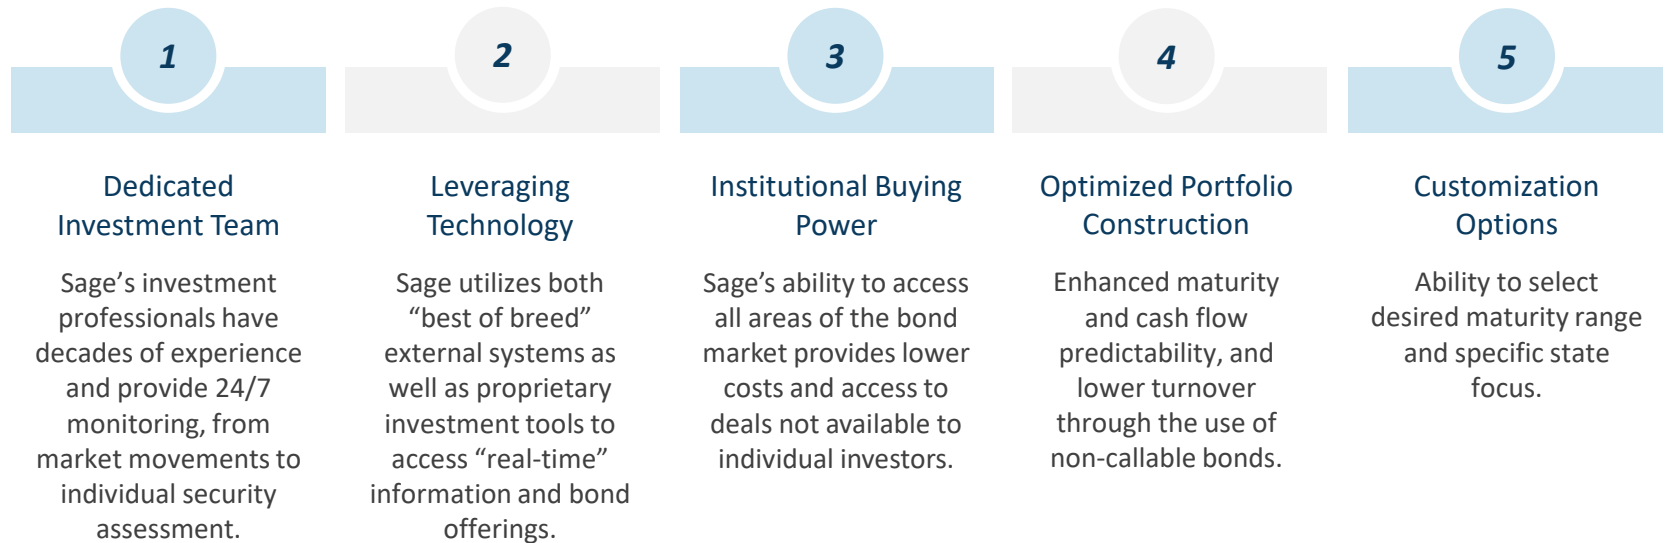 1
Dedicated
Investment Team
Sage’s investment
professionals have
decades of experience
and provide 24/7
monitoring, from
market movements to
individual security
assessment.
2
Leveraging
Technology
Sage utilizes both
“best of breed”
external systems as
well as proprietary
investment tools to
access “real-time”
information and bond
offerings.
3
Institutional Buying
Power
Sage’s ability to access
all areas of the bond
market provides lower
costs and access to
deals not available to
individual investors.
4
Optimized Portfolio
Construction
Enhanced maturity
and cash flow
predictability, and
lower turnover
through the use of
non-callable bonds.
5
Customization
Options
Ability to select
desired maturity range
and specific state
focus.